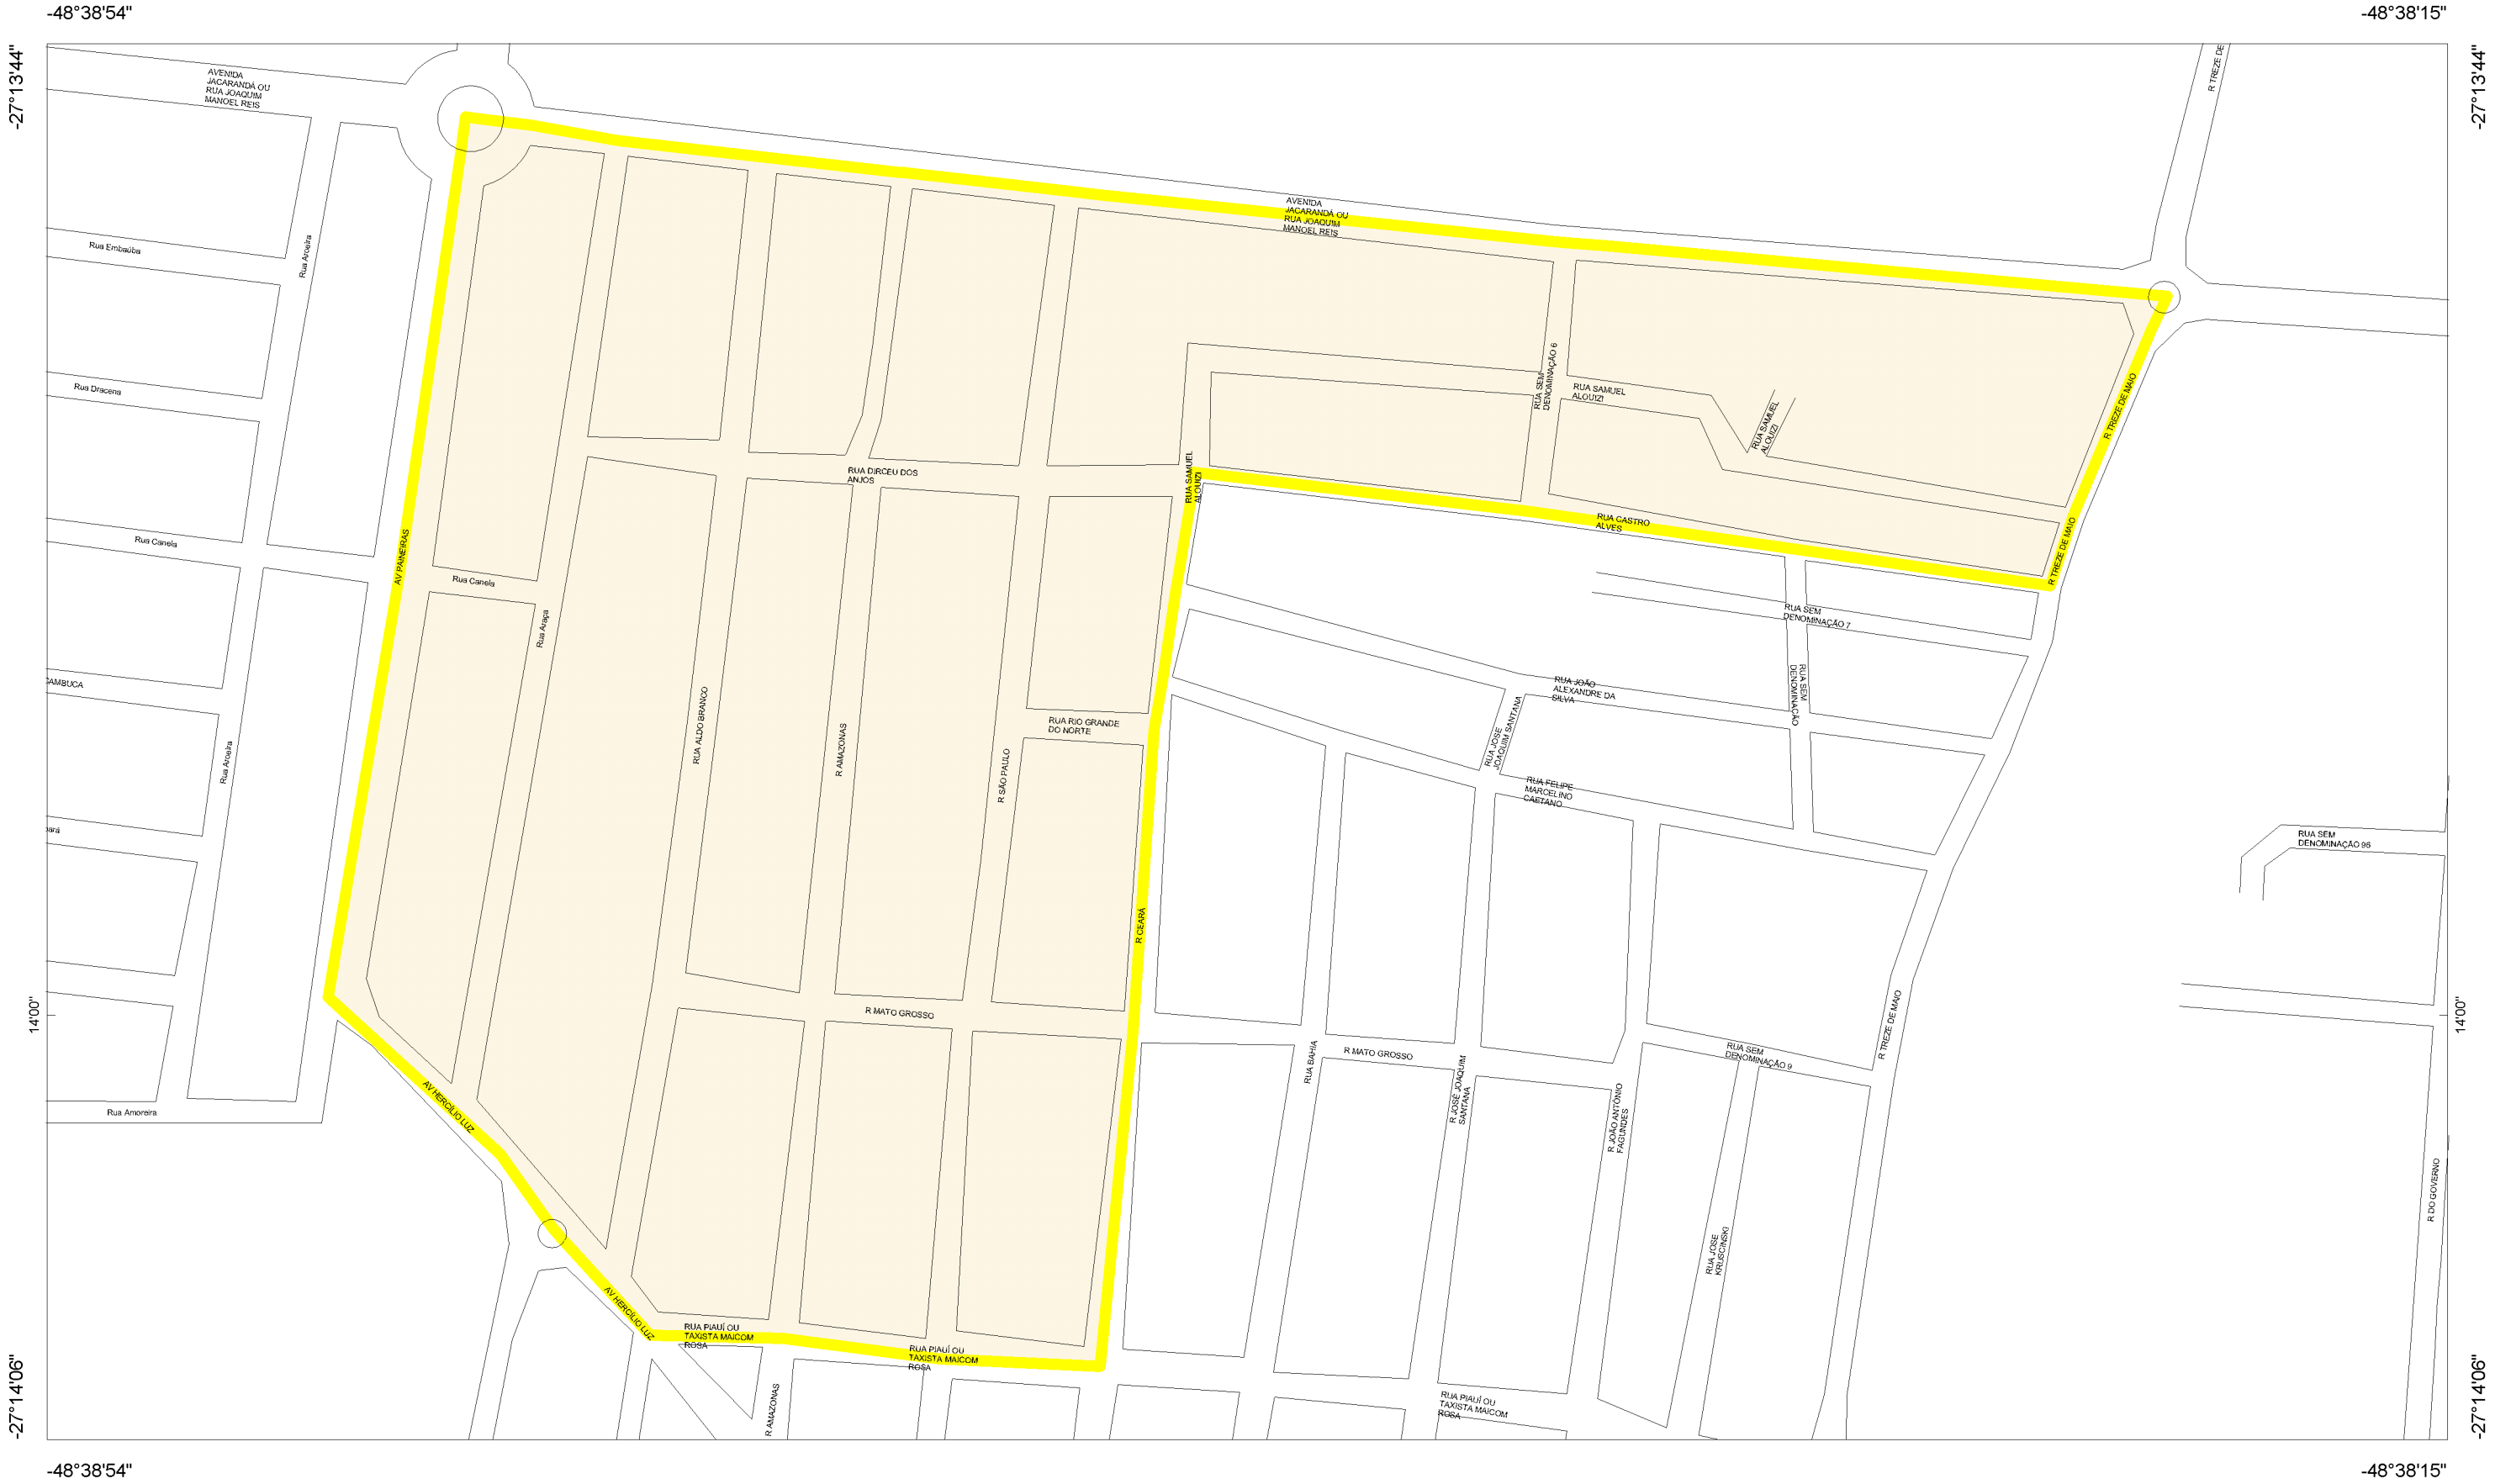 -48°38'54"
-48°38'15"
-27°13'44"
-27°13'44"
R TREZE DE
AVENIDA
JACARANDÁ OU
RUA JOAQUIM
MANOEL REIS
AVENIDA
JACARANDÁ OU
RUA JOAQUIM
MANOEL REIS
Rua Embaúba
Rua Aroeira
Rua Dracena
RUA SEM
DENOMINAÇÃO 6
RUA SAMUEL
ALOUIZI
RUA SAMUEL
ALOUIZI
R TREZE DE MAIO
RUA DIRCEU DOS
ANJOS
RUA SAMUEL
ALOUIZI
RUA CASTRO
ALVES
R TREZE DE MAIO
Rua Canela
AV PAINEIRAS
Rua Canela
Rua Araça
RUA SEM
DENOMINAÇÃO 7
CAMBUCA
RUA JOÃO
ALEXANDRE DA
SILVA
RUA SEM
DENOMINAÇÃO
RUA ALDO BRANCO
R AMAZONAS
R SÃO PAULO
RUA RIO GRANDE
DO NORTE
RUA JOSE
JOAQUIM SANTANA
RUA FELIPE
MARCELINO
CAETANO
Rua Aroeira
RUA SEM
DENOMINAÇÃO 96
R CEARÁ
14'00"
14'00"
R MATO GROSSO
R MATO GROSSO
RUA BAHIA
R JOSÉ JOAQUIM
SANTANA
R JOÃO ANTÔNIO
FAGUNDES
RUA SEM
DENOMINAÇÃO 9
R TREZE DE MAIO
Rua Amoreira
AV HERCÍLIO LUZ
R DO GOVERNO
RUA JOSE
KRUSCINSKI
AV HERCÍLIO LUZ
RUA PIAUÍ OU
TAXISTA MAICOM
ROSA
RUA PIAUÍ OU
TAXISTA MAICOM
ROSA
R AMAZONAS
RUA PIAUÍ OU
TAXISTA MAICOM
ROSA
-27°14'06"
-27°14'06"
-48°38'54"
-48°38'15"